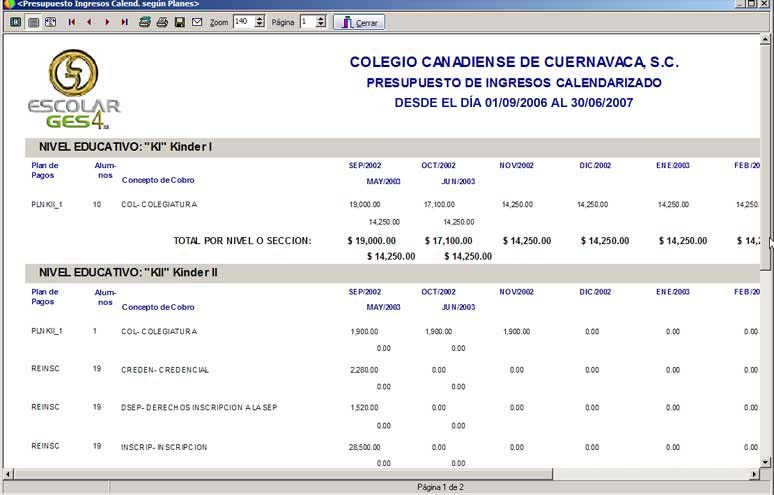 <Presupuesto Ingresos Calend. según Planes>
Zoom 140 Página 1 Cerrar
ESCOLAR
GES4
COLEGIO CANADIENSE DE CUERNAVACA, S.C.
PRESUPUESTO DE INGRESOS CALENDARIZADO
DESDE EL DÍA 01/09/2006 AL 30/06/2007
NIVEL EDUCATIVO: "KI" Kinder I
Plan de Pagos Alum-nos Concepto de Cobro SEP/2002 OCT/2002 NOV/2002 DIC/2002 ENE/2003 FEB/20
MAY/2003 JUN/2003
PLNKII_1 10 COL- COLEGIATURA 19,000.00 17,100.00 14,250.00 14,250.00 14,250.00 14,250.
14,250.00 14,250.00
TOTAL POR NIVEL O SECCION: $ 19,000.00 $ 17,100.00 $ 14,250.00 $ 14,250.00 $ 14,250.00 $ 14,2
$ 14,250.00 $ 14,250.00
NIVEL EDUCATIVO: "KII" Kinder II
Plan de Pagos Alum-nos Concepto de Cobro SEP/2002 OCT/2002 NOV/2002 DIC/2002 ENE/2003 FEB/20
MAY/2003 JUN/2003
PLNKII_1 1 COL- COLEGIATURA 1,900.00 1,900.00 1,900.00 0.00 0.00 0.00
0.00 0.00
REINSC 19 CREDEN- CREDENCIAL 2,280.00 0.00 0.00 0.00 0.00 0.00
0.00 0.00
REINSC 19 DSEP- DERECHOS INSCRIPCION A LA SEP 1,520.00 0.00 0.00 0.00 0.00 0.00
0.00 0.00
REINSC 19 INSCRIP- INSCRIPCION 28,500.00 0.00 0.00 0.00 0.00 0.00
0.00 0.00
Página 1 de 2